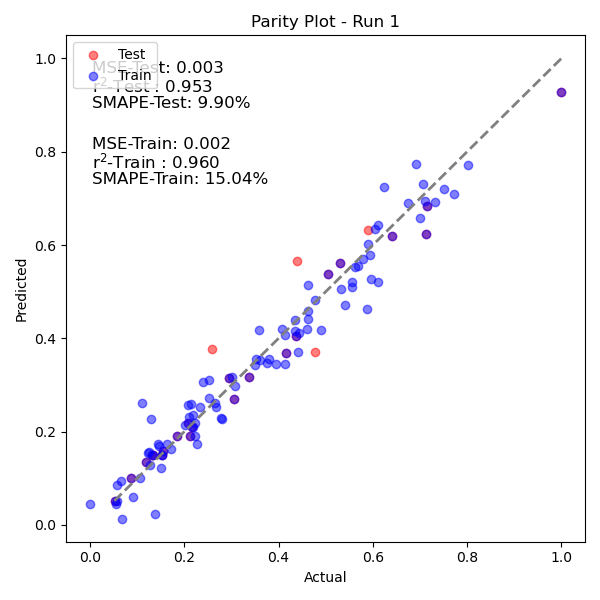 Parity Plot - Run 1
Test
Train
MSE-Test: 0.003
r²-Test : 0.953
SMAPE-Test: 9.90%
MSE-Train: 0.002
r²-Train : 0.960
SMAPE-Train: 15.04%
1.0
0.8
0.6
0.4
0.2
0.0
Predicted
0.0 0.2 0.4 0.6 0.8 1.0
Actual